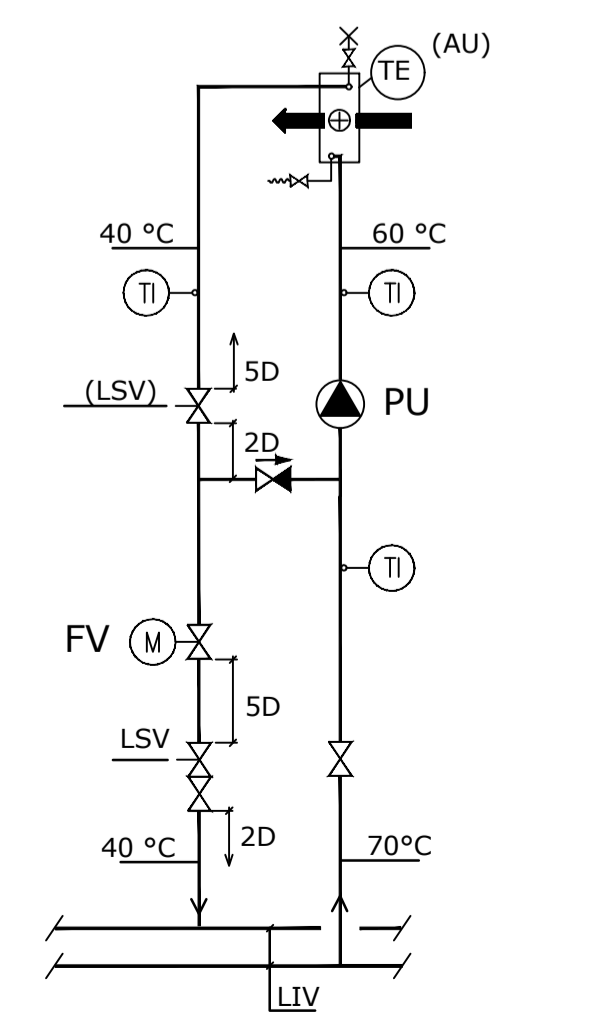 (AU)
TE
40 °C
60 °C
TI
TI
5D
(LSV)
PU
2D
TI
FV
M
5D
LSV
2D
40 °C
70°C
LIV